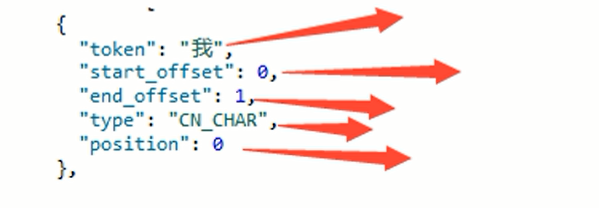 {
"token": "我",
"start_offset": 0,
"end_offset": 1,
"type": "CN_CHAR",
"position": 0
},